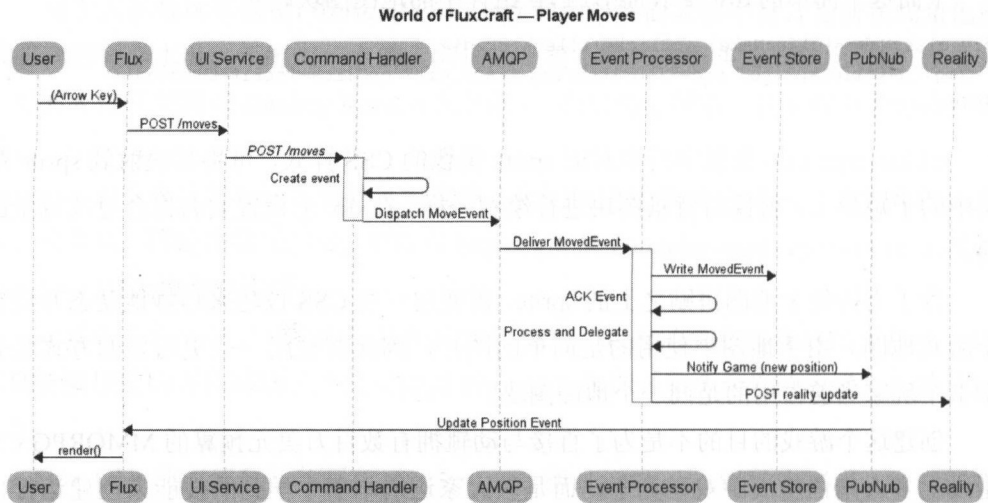 World of FluxCraft — Player Moves
User Flux UI Service Command Handler AMQP Event Processor Event Store PubNub Reality
(Arrow Key)
POST /moves
POST /moves
Create event
Dispatch MoveEvent
Deliver MovedEvent
Write MovedEvent
ACK Event
Process and Delegate
Notify Game (new position)
POST reality update
Update Position Event
render()
User Flux UI Service Command Handler AMQP Event Processor Event Store PubNub Reality